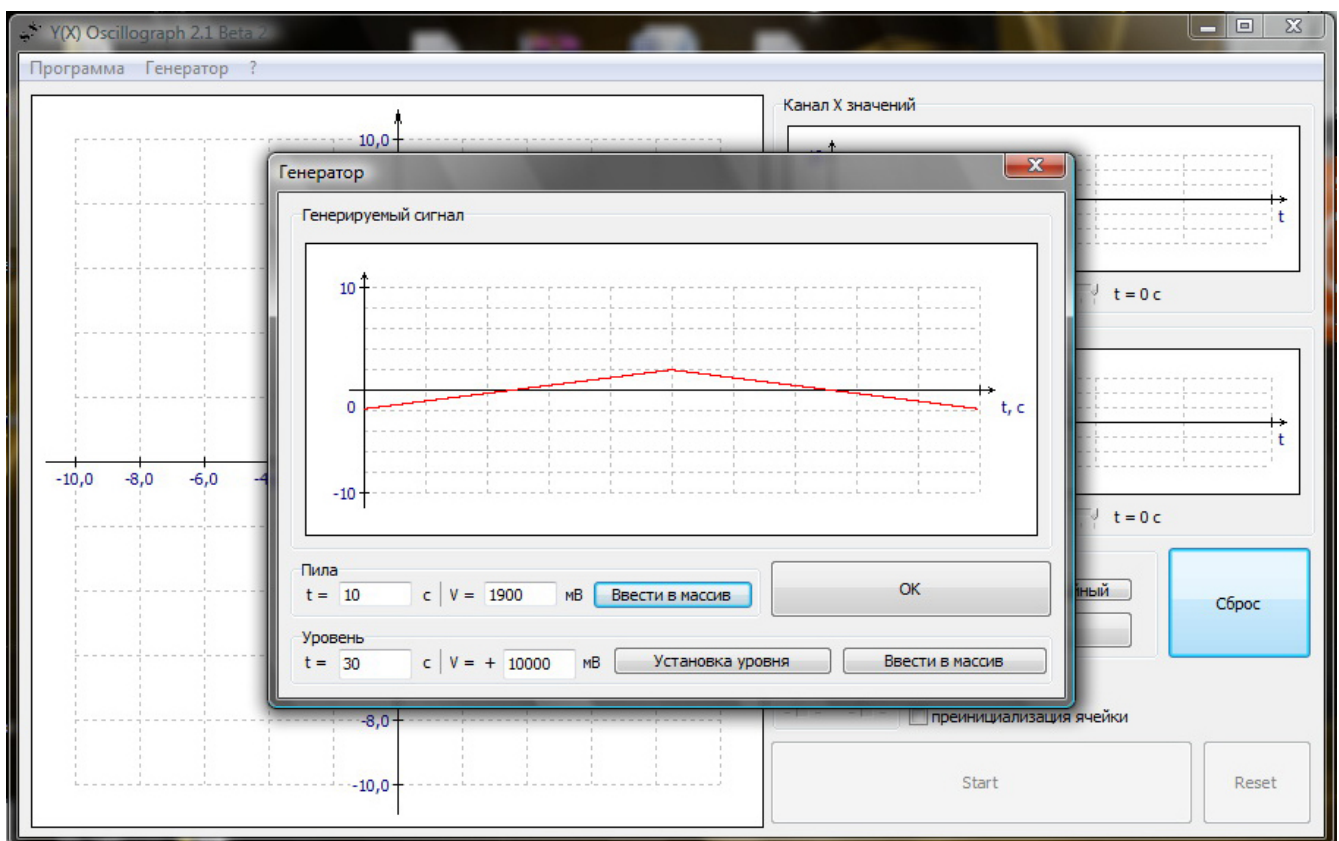 Y(X) Oscillograph 2.1 Beta 2
Программа Генератор ?
10,0
-10,0 -8,0 -6,0
-8,0
-10,0
Канал X значений
t
t = 0 с
t
t = 0 с
Сброс
преинициализация ячейки
Start Reset
Генератор
Генерируемый сигнал
10
0
-10
t, с
Пила
t = 10 с V = 1900 мВ Ввести в массив
OK
Уровень
t = 30 с V = + 10000 мВ Установка уровня Ввести в массив